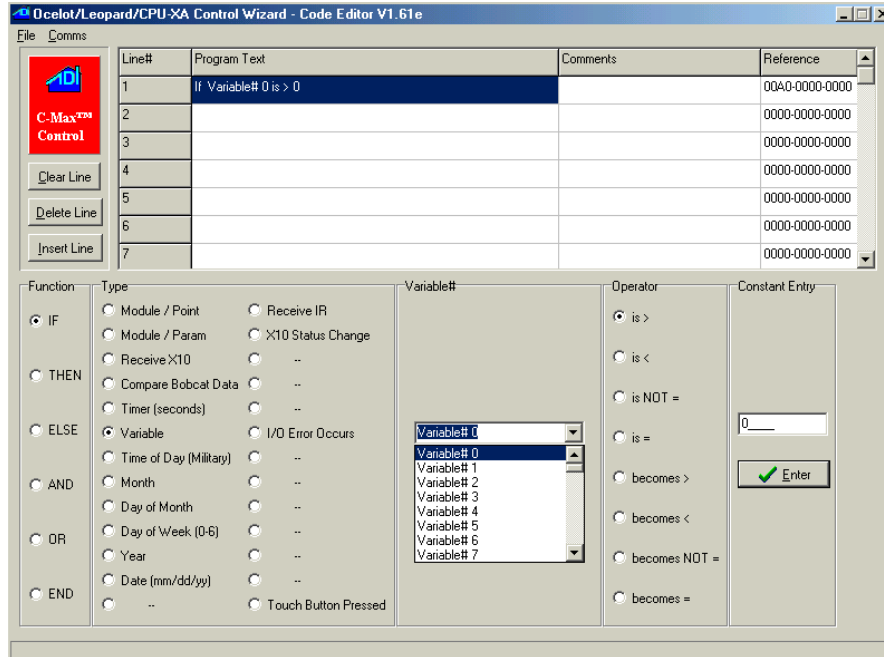 Ocelot/Leopard/CPU-XA Control Wizard - Code Editor V1.61e
File Comms
ADI
C-Max™ Control
Clear Line
Delete Line
Insert Line
Line# Program Text Comments Reference
1 If Variable# 0 is > 0 00A0-0000-0000
2 0000-0000-0000
3 0000-0000-0000
4 0000-0000-0000
5 0000-0000-0000
6 0000-0000-0000
7 0000-0000-0000
Function
IF
THEN
ELSE
AND
OR
END
Type
Module / Point
Module / Param
Receive X10
Compare Bobcat Data
Timer (seconds)
Variable
Time of Day (Military)
Month
Day of Month
Day of Week (0-6)
Year
Date (mm/dd/yy)
--
Receive IR
X10 Status Change
--
--
--
I/O Error Occurs
--
--
--
--
--
--
Touch Button Pressed
Variable#
Variable# 0
Variable# 0
Variable# 1
Variable# 2
Variable# 3
Variable# 4
Variable# 5
Variable# 6
Variable# 7
Operator
is >
is <
is NOT =
is =
becomes >
becomes <
becomes NOT =
becomes =
Constant Entry
0____
Enter